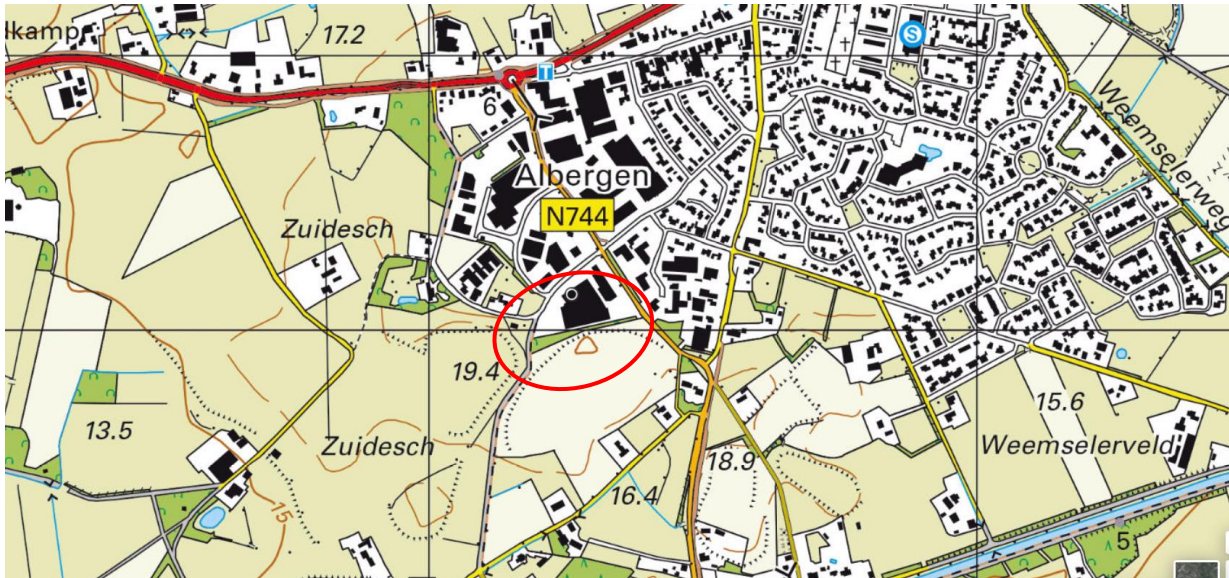 lkamp
17.2
S
T
6
Weemselerweg
Albergen
N744
Zuidesch
19.4
13.5
Zuidesch
15.6
Weemselerveld
18.9
16.4
15
5